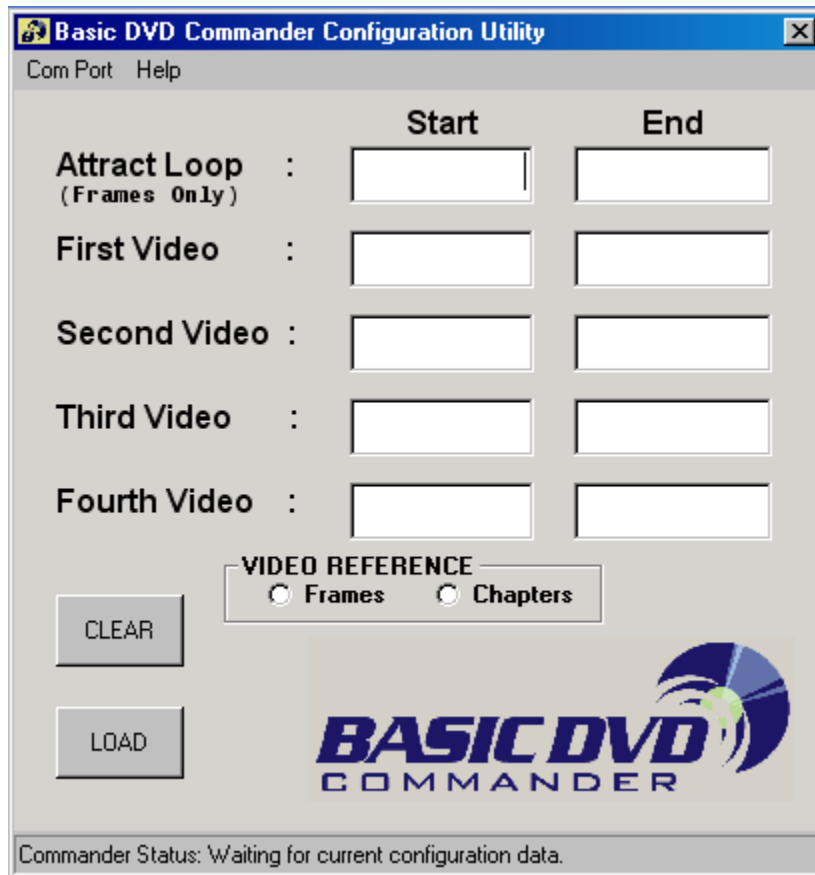 Basic DVD Commander Configuration Utility
Com Port Help
Start End
Attract Loop :
(Frames Only)
First Video :
Second Video :
Third Video :
Fourth Video :
VIDEO REFERENCE
Frames Chapters
CLEAR
LOAD
BASIC DVD
COMMANDER
Commander Status: Waiting for current configuration data.